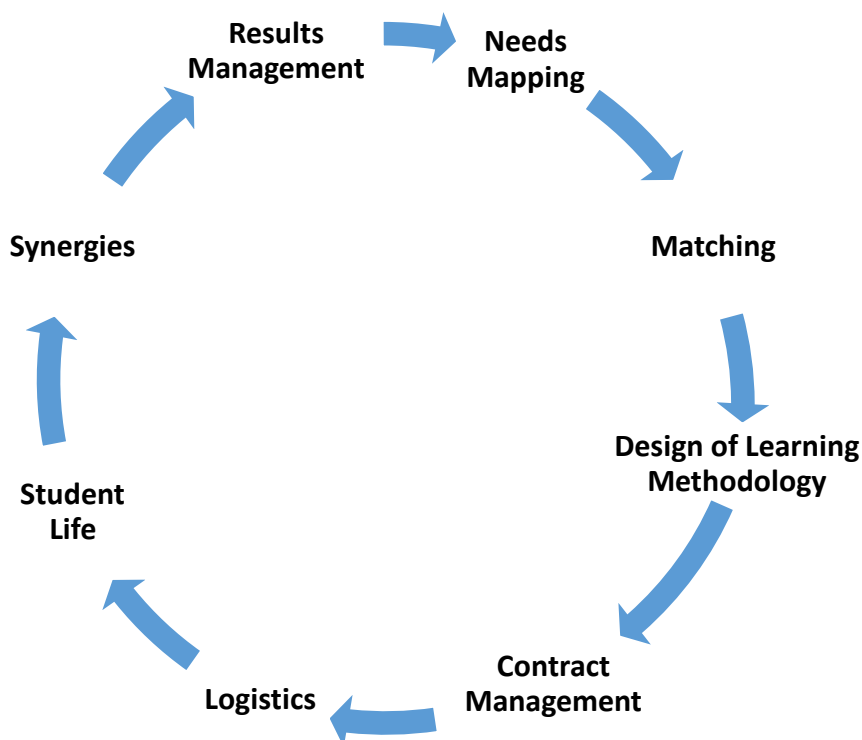 Results
Management
Needs
Mapping
Matching
Design of Learning
Methodology
Contract
Management
Logistics
Student
Life
Synergies